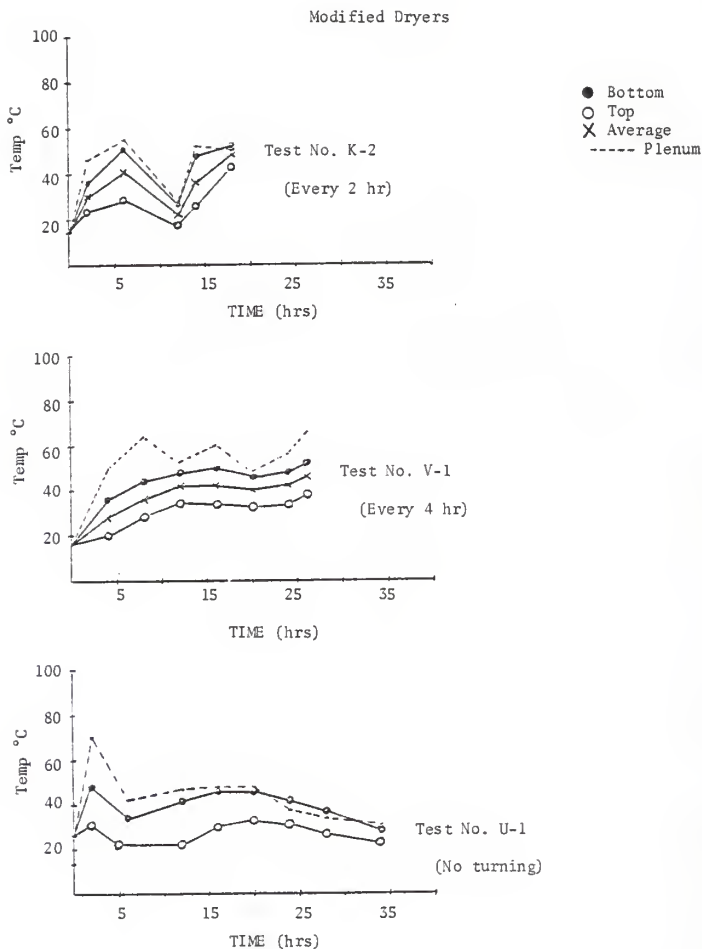 Modified Dryers
100
80
60
40
20
Temp °C
5
15
25
35
TIME (hrs)
Test No. K-2
(Every 2 hr)
Bottom
Top
Average
Plenum
100
80
60
40
20
Temp °C
5
15
25
35
TIME (hrs)
Test No. V-1
(Every 4 hr)
100
80
60
40
20
Temp °C
5
15
25
35
TIME (hrs)
Test No. U-1
(No turning)